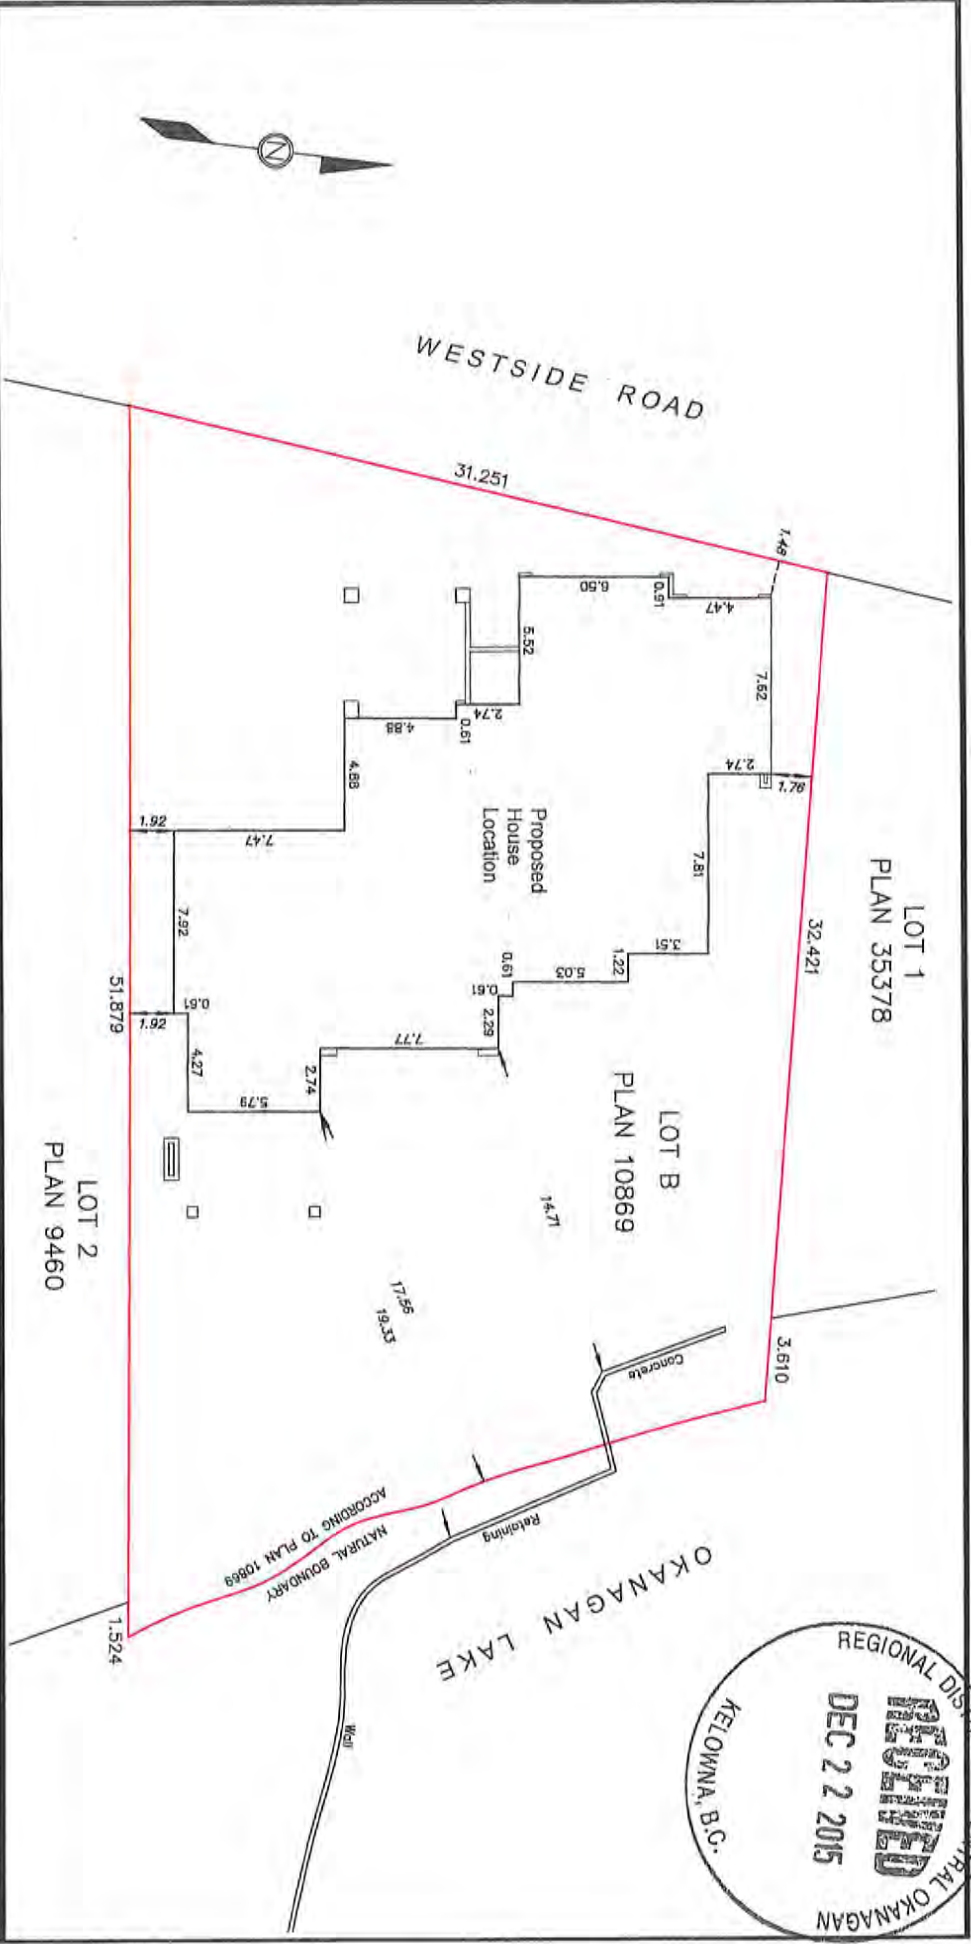 WESTSIDE ROAD
31.251
1.48
6.50
0.91
4.47
7.62
5.52
2.74
0.61
4.88
4.88
2.74
1.76
LOT 1
PLAN 35378
32.421
Proposed
House
Location
7.81
3.51
1.22
5.03
0.61
0.61
2.29
7.77
2.74
5.79
4.27
0.61
1.92
7.92
1.92
7.47
51.879
LOT B
PLAN 10869
14.71
17.56
19.33
LOT 2
PLAN 9460
3.610
Concrete
Retaining
Wall
NATURAL BOUNDARY
ACCORDING TO PLAN 10869
1.524
OKANAGAN LAKE
N
REGIONAL DIS
RAL OKANAGAN
RECEIVED
DEC 22 2015
KELOWNA, B.C.